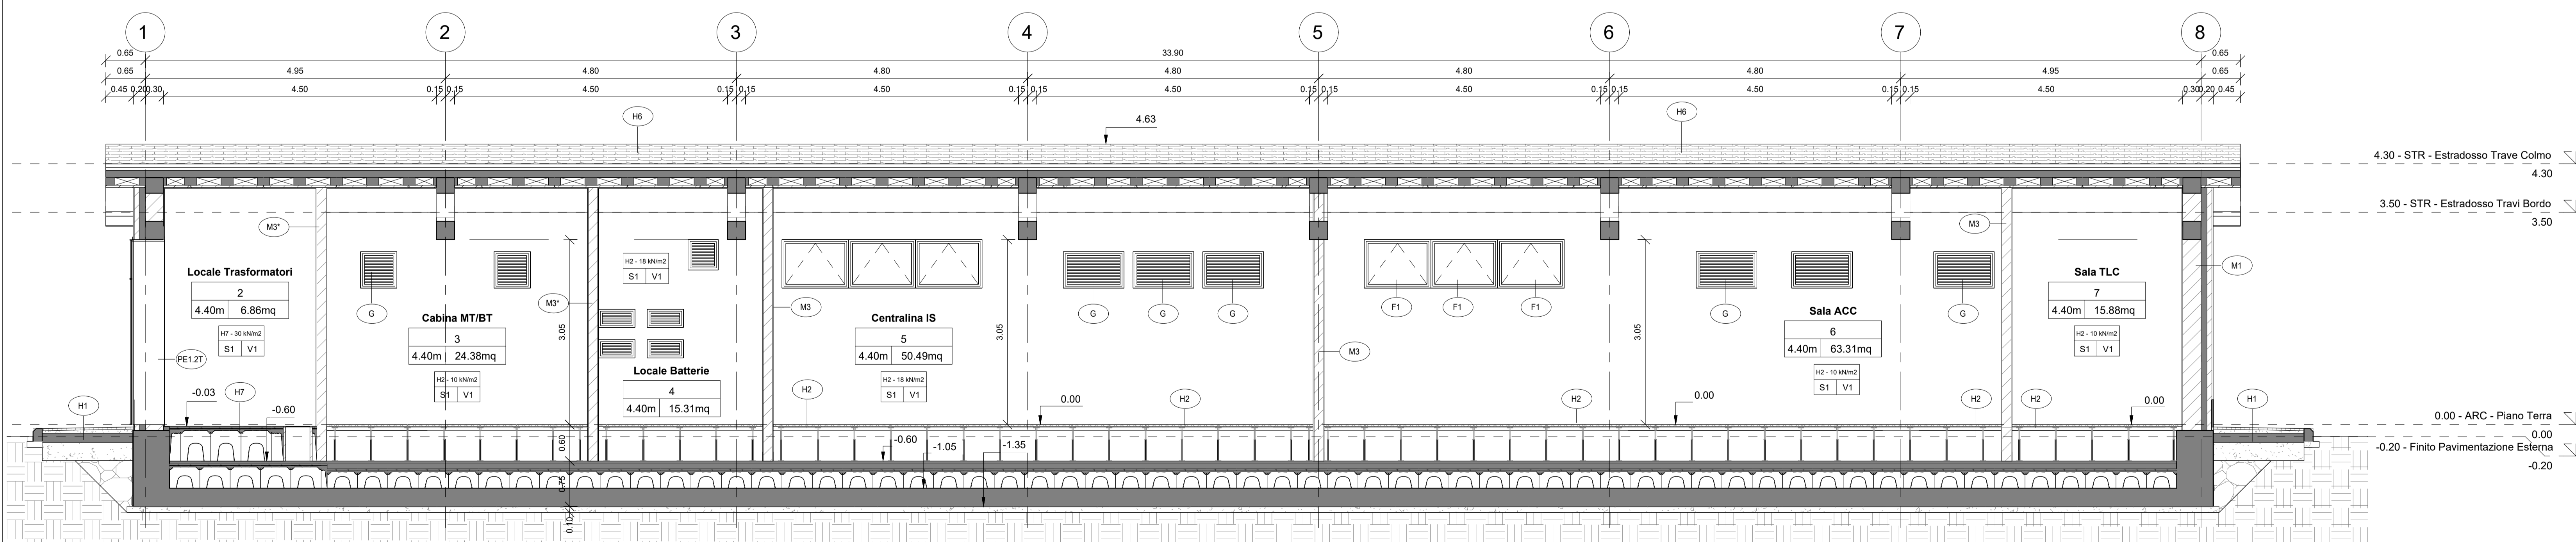 1 2 3 4 5 6 7 8
0.65 33.90 0.65
0.65 4.95 4.80 4.80 4.80 4.80 4.80 4.95 0.65
0.45 0.20 0.30 4.50 0.15 0.15 4.50 0.15 0.15 4.50 0.15 0.15 4.50 0.15 0.15 4.50 0.15 0.15 4.50 0.15 0.15 4.50 0.30 0.20 0.45
H6
4.63
H6
4.30 - STR - Estradosso Trave Colmo
4.30
3.50 - STR - Estradosso Travi Bordo
3.50
M3*
Locale Trasformatori
2
4.40m 6.86mq
H7 - 30 kN/m2
S1 V1
PE1.2T
H1
-0.03
H7
-0.60
G
Cabina MT/BT
3
4.40m 24.38mq
H2 - 10 kN/m2
S1 V1
M3*
3.05
H2 - 18 kN/m2
S1 V1
Locale Batterie
4
4.40m 15.31mq
M3
Centralina IS
5
4.40m 50.49mq
H2 - 18 kN/m2
S1 V1
H2
3.05
0.00
G G G
H2
M3
F1 F1 F1
H2
3.05
0.00
G
Sala ACC
6
4.40m 63.31mq
H2 - 10 kN/m2
S1 V1
G
H2
M3
Sala TLC
7
4.40m 15.88mq
H2 - 10 kN/m2
S1 V1
H2
0.00
M1
H1
0.60
0.75
0.10
-0.60
-1.05
-1.35
0.00 - ARC - Piano Terra
0.00
-0.20 - Finito Pavimentazione Esterna
-0.20